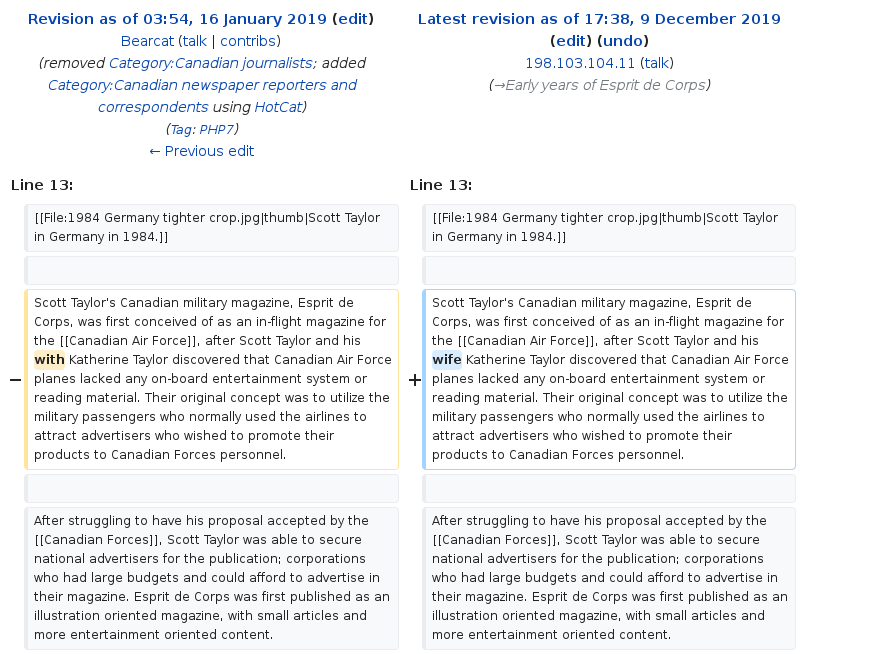 Revision as of 03:54, 16 January 2019 (edit)
Bearcat (talk | contribs)
(removed Category:Canadian journalists; added
Category:Canadian newspaper reporters and
correspondents using HotCat)
(Tag: PHP7)
← Previous edit
Latest revision as of 17:38, 9 December 2019
(edit) (undo)
198.103.104.11 (talk)
(→Early years of Esprit de Corps)
Line 13:
Line 13:
[[File:1984 Germany tighter crop.jpg|thumb|Scott Taylor
in Germany in 1984.]]
[[File:1984 Germany tighter crop.jpg|thumb|Scott Taylor
in Germany in 1984.]]
−
Scott Taylor's Canadian military magazine, Esprit de
Corps, was first conceived of as an in-flight magazine for
the [[Canadian Air Force]], after Scott Taylor and his
with Katherine Taylor discovered that Canadian Air Force
planes lacked any on-board entertainment system or
reading material. Their original concept was to utilize the
military passengers who normally used the airlines to
attract advertisers who wished to promote their
products to Canadian Forces personnel.
+
Scott Taylor's Canadian military magazine, Esprit de
Corps, was first conceived of as an in-flight magazine for
the [[Canadian Air Force]], after Scott Taylor and his
wife Katherine Taylor discovered that Canadian Air Force
planes lacked any on-board entertainment system or
reading material. Their original concept was to utilize the
military passengers who normally used the airlines to
attract advertisers who wished to promote their
products to Canadian Forces personnel.
After struggling to have his proposal accepted by the
[[Canadian Forces]], Scott Taylor was able to secure
national advertisers for the publication; corporations
who had large budgets and could afford to advertise in
their magazine. Esprit de Corps was first published as an
illustration oriented magazine, with small articles and
more entertainment oriented content.
After struggling to have his proposal accepted by the
[[Canadian Forces]], Scott Taylor was able to secure
national advertisers for the publication; corporations
who had large budgets and could afford to advertise in
their magazine. Esprit de Corps was first published as an
illustration oriented magazine, with small articles and
more entertainment oriented content.